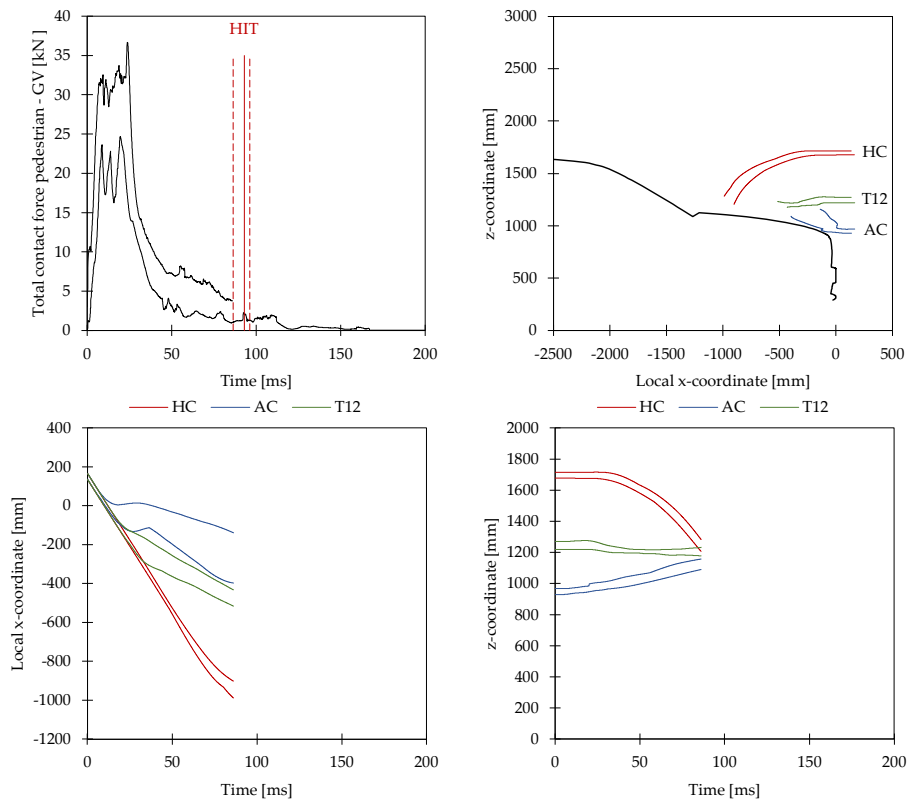 Total contact force pedestrian - GV [kN]
40
35
30
25
20
15
10
5
0
HIT
0 50 100 150 200
Time [ms]
z-coordinate [mm]
3000
2500
2000
1500
1000
500
0
HC
T12
AC
-2500 -2000 -1500 -1000 -500 0 500
Local x-coordinate [mm]
HC AC T12
Local x-coordinate [mm]
400
200
0
-200
-400
-600
-800
-1000
-1200
0 50 100 150 200
Time [ms]
HC AC T12
z-coordinate [mm]
2000
1800
1600
1400
1200
1000
800
600
400
200
0
0 50 100 150 200
Time [ms]